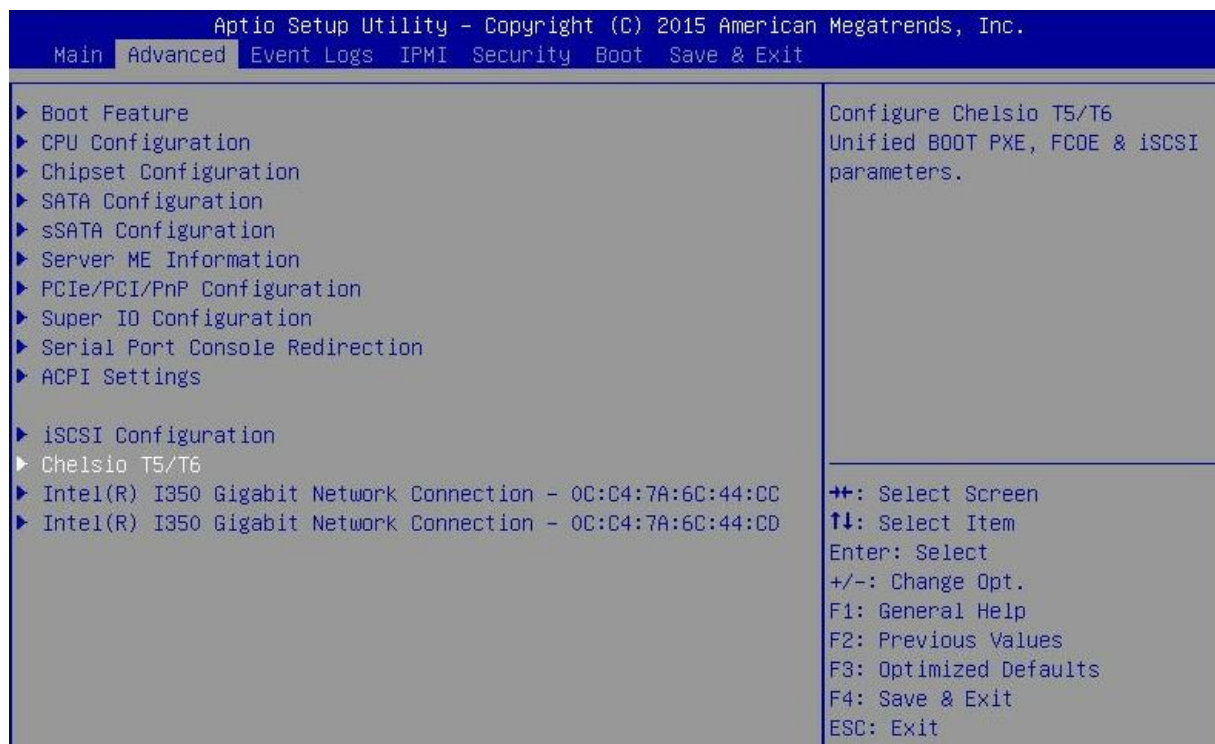 Aptio Setup Utility – Copyright (C) 2015 American Megatrends, Inc.
Main Advanced Event Logs IPMI Security Boot Save & Exit
Boot Feature
CPU Configuration
Chipset Configuration
SATA Configuration
sSATA Configuration
Server ME Information
PCIe/PCI/PnP Configuration
Super IO Configuration
Serial Port Console Redirection
ACPI Settings
iSCSI Configuration
Chelsio T5/T6
Intel(R) I350 Gigabit Network Connection – 0C:C4:7A:6C:44:CC
Intel(R) I350 Gigabit Network Connection – 0C:C4:7A:6C:44:CD
Configure Chelsio T5/T6
Unified BOOT PXE, FCOE & iSCSI
parameters.
→←: Select Screen
↑↓: Select Item
Enter: Select
+/-: Change Opt.
F1: General Help
F2: Previous Values
F3: Optimized Defaults
F4: Save & Exit
ESC: Exit